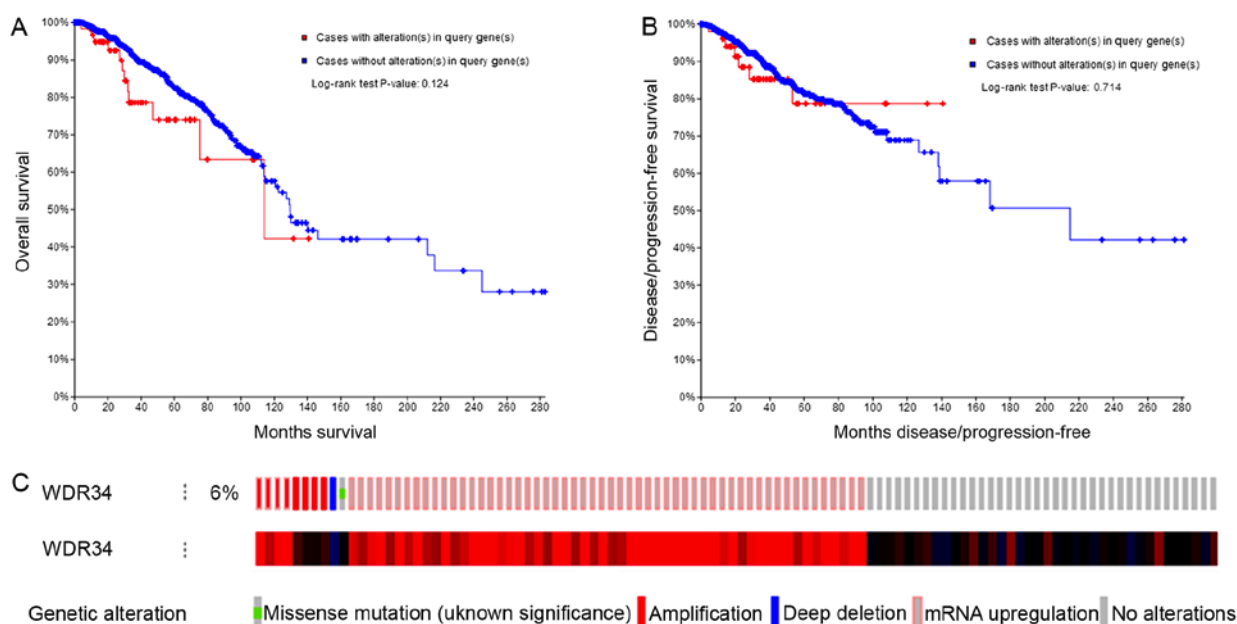 A
Cases with alteration(s) in query gene(s)
Cases without alteration(s) in query gene(s)
Log-rank test P-value: 0.124
Overall survival
100%
90%
80%
70%
60%
50%
40%
30%
20%
10%
0%
0 20 40 60 80 100 120 140 160 180 200 220 240 260 280
Months survival
B
Cases with alteration(s) in query gene(s)
Cases without alteration(s) in query gene(s)
Log-rank test P-value: 0.714
Disease/progression-free survival
100%
90%
80%
70%
60%
50%
40%
30%
20%
10%
0%
0 20 40 60 80 100 120 140 160 180 200 220 240 260 280
Months disease/progression-free
C
WDR34 6%
WDR34
Genetic alteration Missense mutation (uknown significance) Amplification Deep deletion mRNA upregulation No alterations